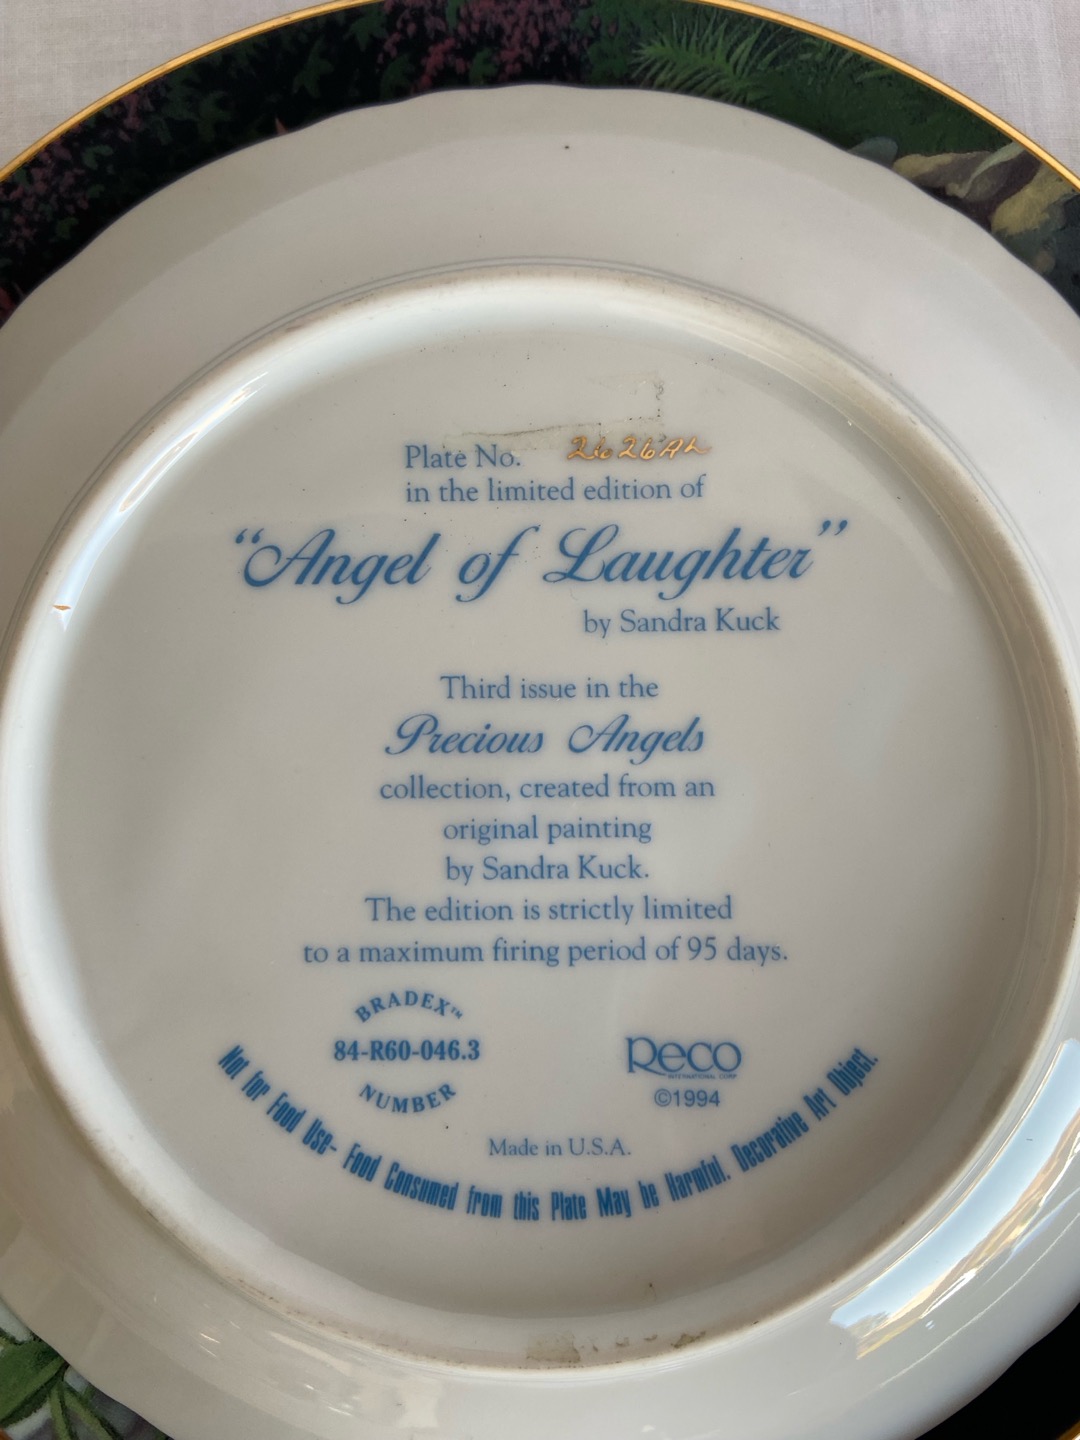 Plate No. 2626AL
in the limited edition of
"Angel of Laughter"
by Sandra Kuck
Third issue in the
Precious Angels
collection, created from an
original painting
by Sandra Kuck.
The edition is strictly limited
to a maximum firing period of 95 days.
BRADEX™
84-R60-046.3
NUMBER
Reco
INTERNATIONAL CORP.
©1994
Made in U.S.A.
Not for Food Use- Food Consumed from this Plate May be Harmful. Decorative Art Object.